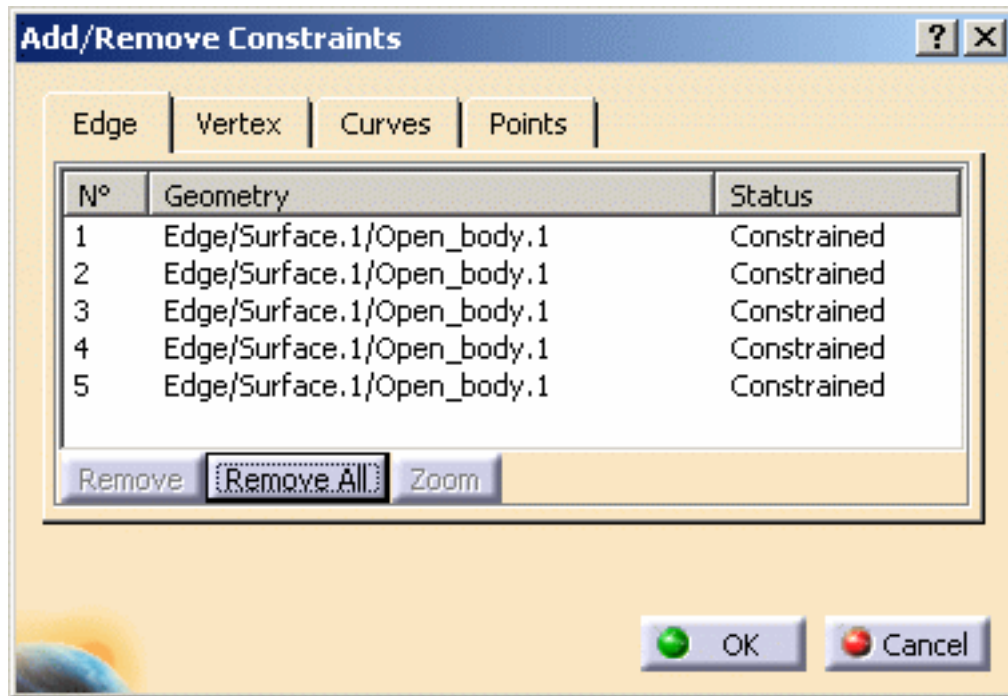 Add/Remove Constraints
Edge Vertex Curves Points
N° Geometry Status
1 Edge/Surface.1/Open_body.1 Constrained
2 Edge/Surface.1/Open_body.1 Constrained
3 Edge/Surface.1/Open_body.1 Constrained
4 Edge/Surface.1/Open_body.1 Constrained
5 Edge/Surface.1/Open_body.1 Constrained
Remove Remove All Zoom
OK Cancel